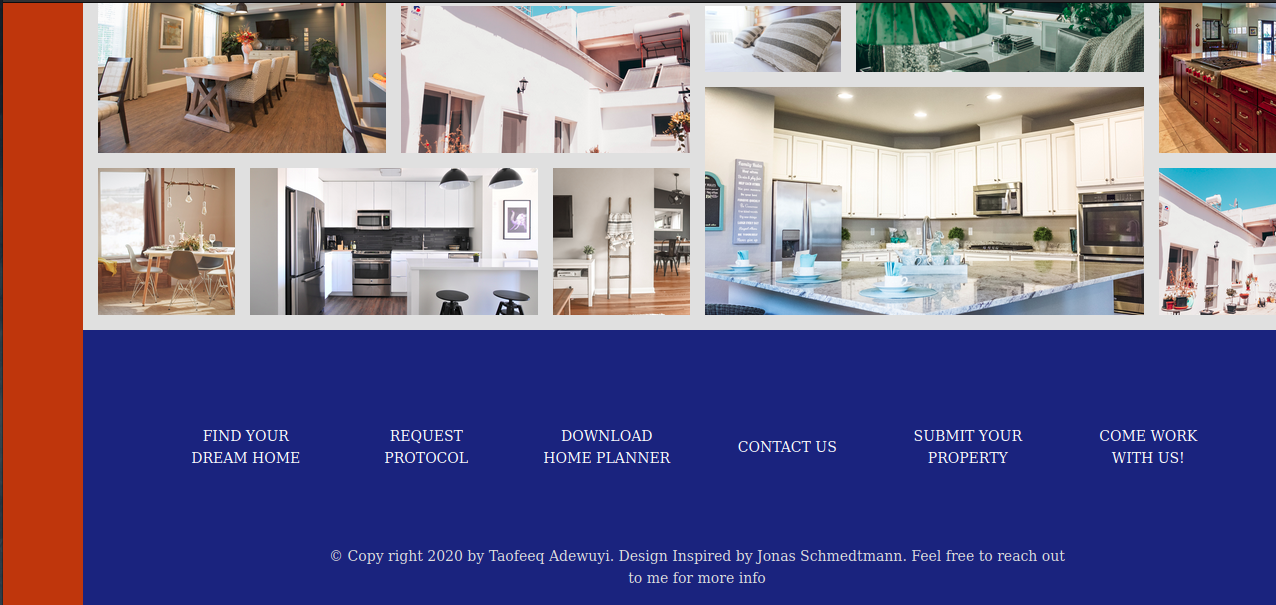 FIND YOUR
DREAM HOME
REQUEST
PROTOCOL
DOWNLOAD
HOME PLANNER
CONTACT US
SUBMIT YOUR
PROPERTY
COME WORK
WITH US!
© Copy right 2020 by Taofeeq Adewuyi. Design Inspired by Jonas Schmedtmann. Feel free to reach out
to me for more info